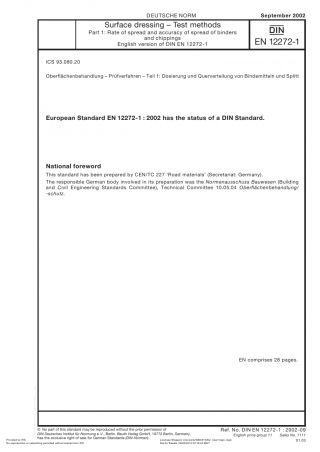 DEUTSCHE NORM
September 2002
Surface dressing – Test methods
Part 1: Rate of spread and accuracy of spread of binders
and chippings
English version of DIN EN 12272-1
DIN
EN 12272-1
ICS 93.080.20
Oberflächenbehandlung – Prüfverfahren – Teil 1: Dosierung und Querverteilung von Bindemitteln und Splitt
European Standard EN 12272-1 : 2002 has the status of a DIN Standard.
National foreword
This standard has been prepared by CEN/TC 227 ‘Road materials’ (Secretariat: Germany).
The responsible German body involved in its preparation was the Normenausschuss Bauwesen (Building
and Civil Engineering Standards Committee), Technical Committee 10.05.04 Oberflächenbehandlung/
-schutz.
EN comprises 28 pages.
© No part of this standard may be reproduced without the prior permission of
DIN Deutsches Institut für Normung e.V., Berlin. Beuth Verlag GmbH, 10772 Berlin, Germany,
has the exclusive right of sale for German Standards (DIN-Normen).
Ref. No. DIN EN 12272-1 : 2002-09
English price group 11 Sales No. 1111
01.03